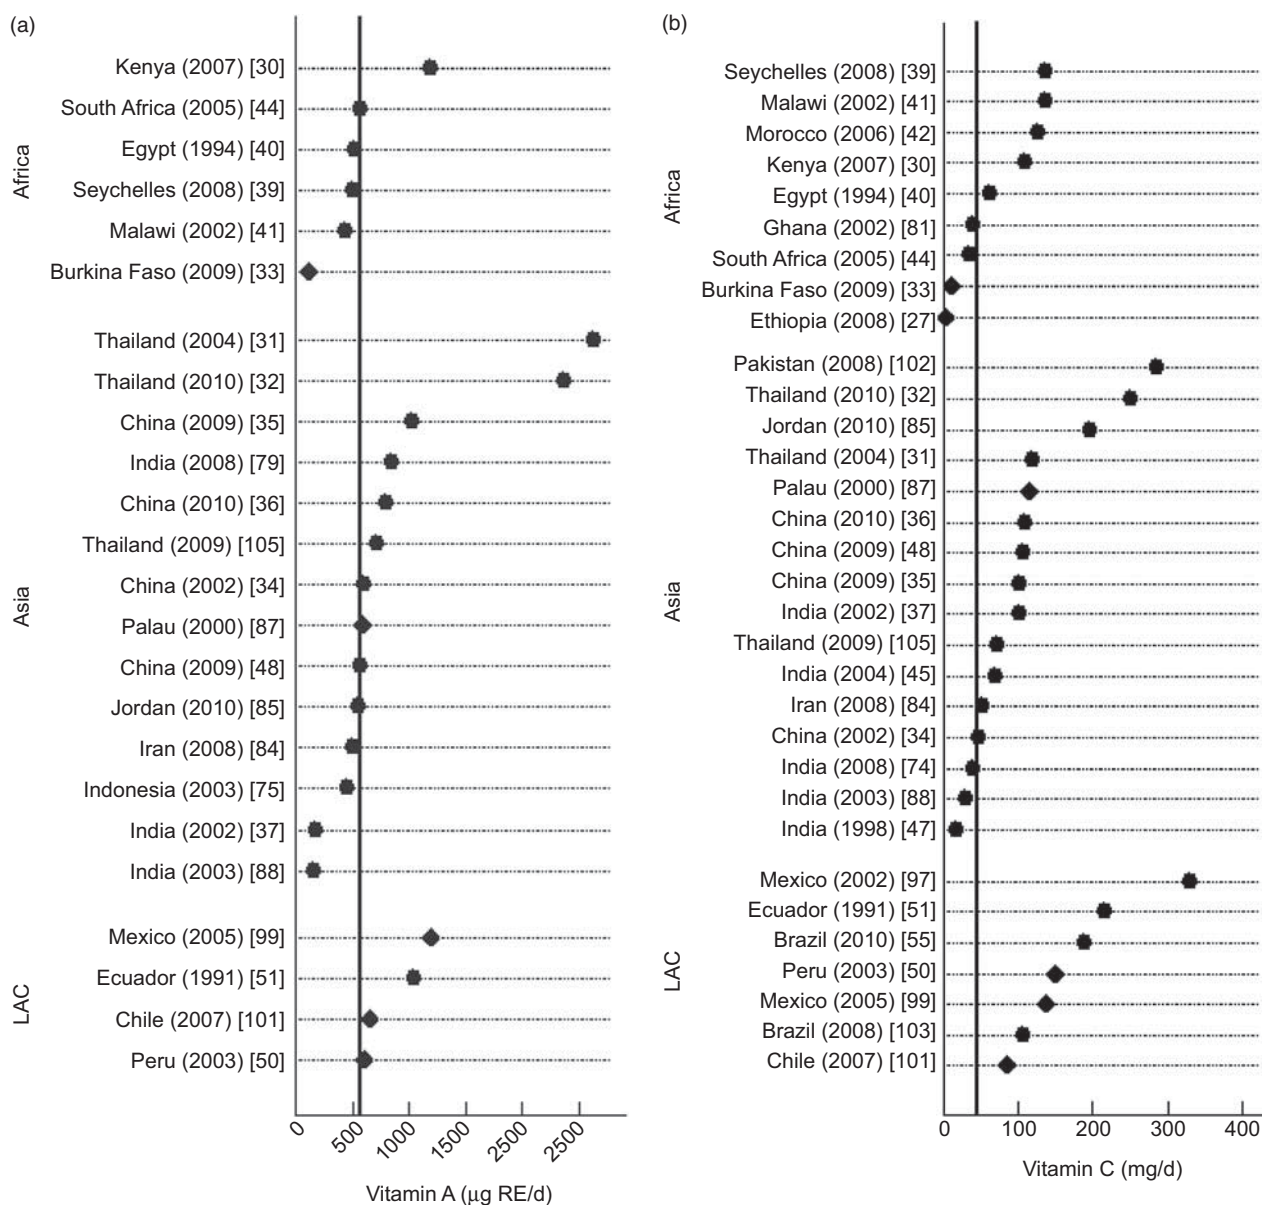 (a)
Africa
Kenya (2007) [30]
South Africa (2005) [44]
Egypt (1994) [40]
Seychelles (2008) [39]
Malawi (2002) [41]
Burkina Faso (2009) [33]
Asia
Thailand (2004) [31]
Thailand (2010) [32]
China (2009) [35]
India (2008) [79]
China (2010) [36]
Thailand (2009) [105]
China (2002) [34]
Palau (2000) [87]
China (2009) [48]
Jordan (2010) [85]
Iran (2008) [84]
Indonesia (2003) [75]
India (2002) [37]
India (2003) [88]
LAC
Mexico (2005) [99]
Ecuador (1991) [51]
Chile (2007) [101]
Peru (2003) [50]
0 500 1000 1500 2500 2500
Vitamin A (μg RE/d)
(b)
Africa
Seychelles (2008) [39]
Malawi (2002) [41]
Morocco (2006) [42]
Kenya (2007) [30]
Egypt (1994) [40]
Ghana (2002) [81]
South Africa (2005) [44]
Burkina Faso (2009) [33]
Ethiopia (2008) [27]
Asia
Pakistan (2008) [102]
Thailand (2010) [32]
Jordan (2010) [85]
Thailand (2004) [31]
Palau (2000) [87]
China (2010) [36]
China (2009) [48]
China (2009) [35]
India (2002) [37]
Thailand (2009) [105]
India (2004) [45]
Iran (2008) [84]
China (2002) [34]
India (2008) [74]
India (2003) [88]
India (1998) [47]
LAC
Mexico (2002) [97]
Ecuador (1991) [51]
Brazil (2010) [55]
Peru (2003) [50]
Mexico (2005) [99]
Brazil (2008) [103]
Chile (2007) [101]
0 100 200 300 400
Vitamin C (mg/d)